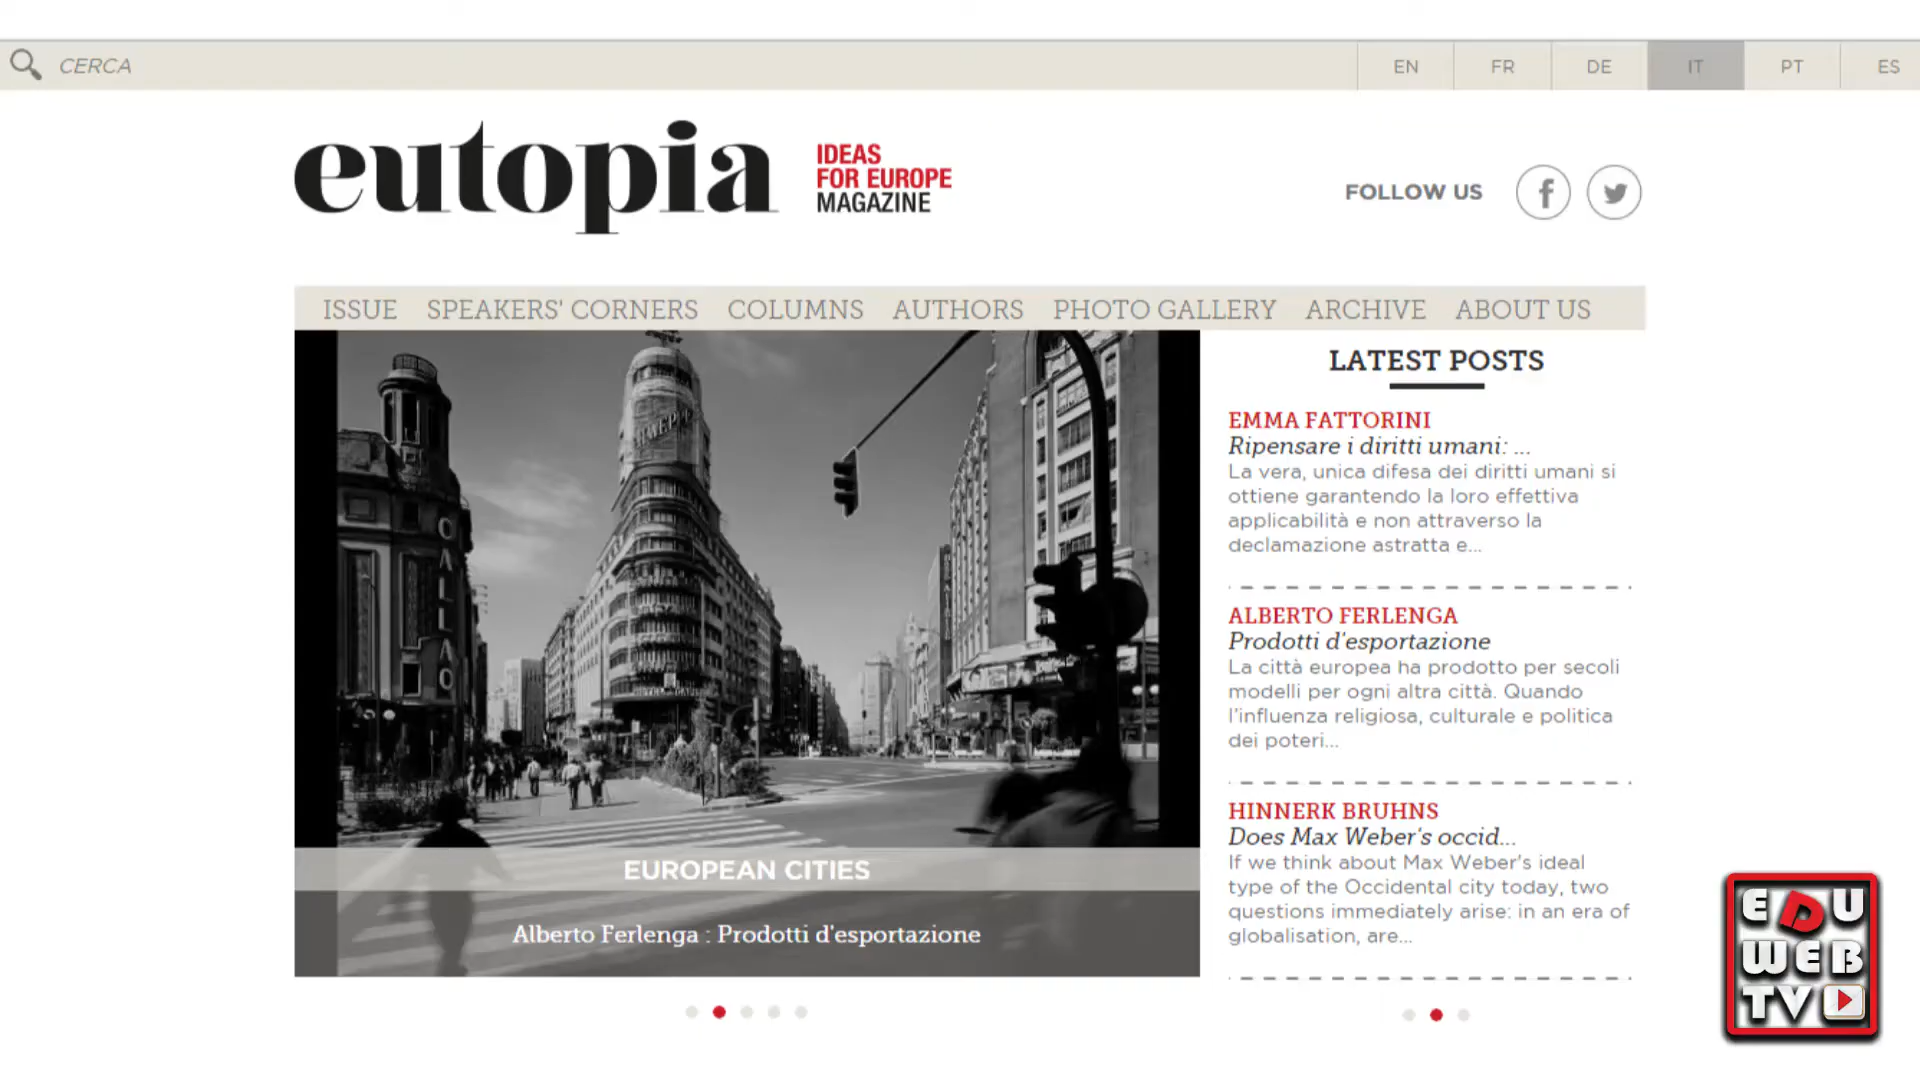 CERCA
EN FR DE IT PT ES
eutopia
IDEAS
FOR EUROPE
MAGAZINE
FOLLOW US
ISSUE SPEAKERS' CORNERS COLUMNS AUTHORS PHOTO GALLERY ARCHIVE ABOUT US
CALLAO
EUROPEAN CITIES
Alberto Ferlenga : Prodotti d'esportazione
LATEST POSTS
EMMA FATTORINI
Ripensare i diritti umani: ...
La vera, unica difesa dei diritti umani si
ottiene garantendo la loro effettiva
applicabilità e non attraverso la
declamazione astratta e...
ALBERTO FERLENGA
Prodotti d'esportazione
La città europea ha prodotto per secoli
modelli per ogni altra città. Quando
l'influenza religiosa, culturale e politica
dei poteri...
HINNERK BRUHNS
Does Max Weber's occid...
If we think about Max Weber's ideal
type of the Occidental city today, two
questions immediately arise: in an era of
globalisation, are...
EDU
WEB
TV